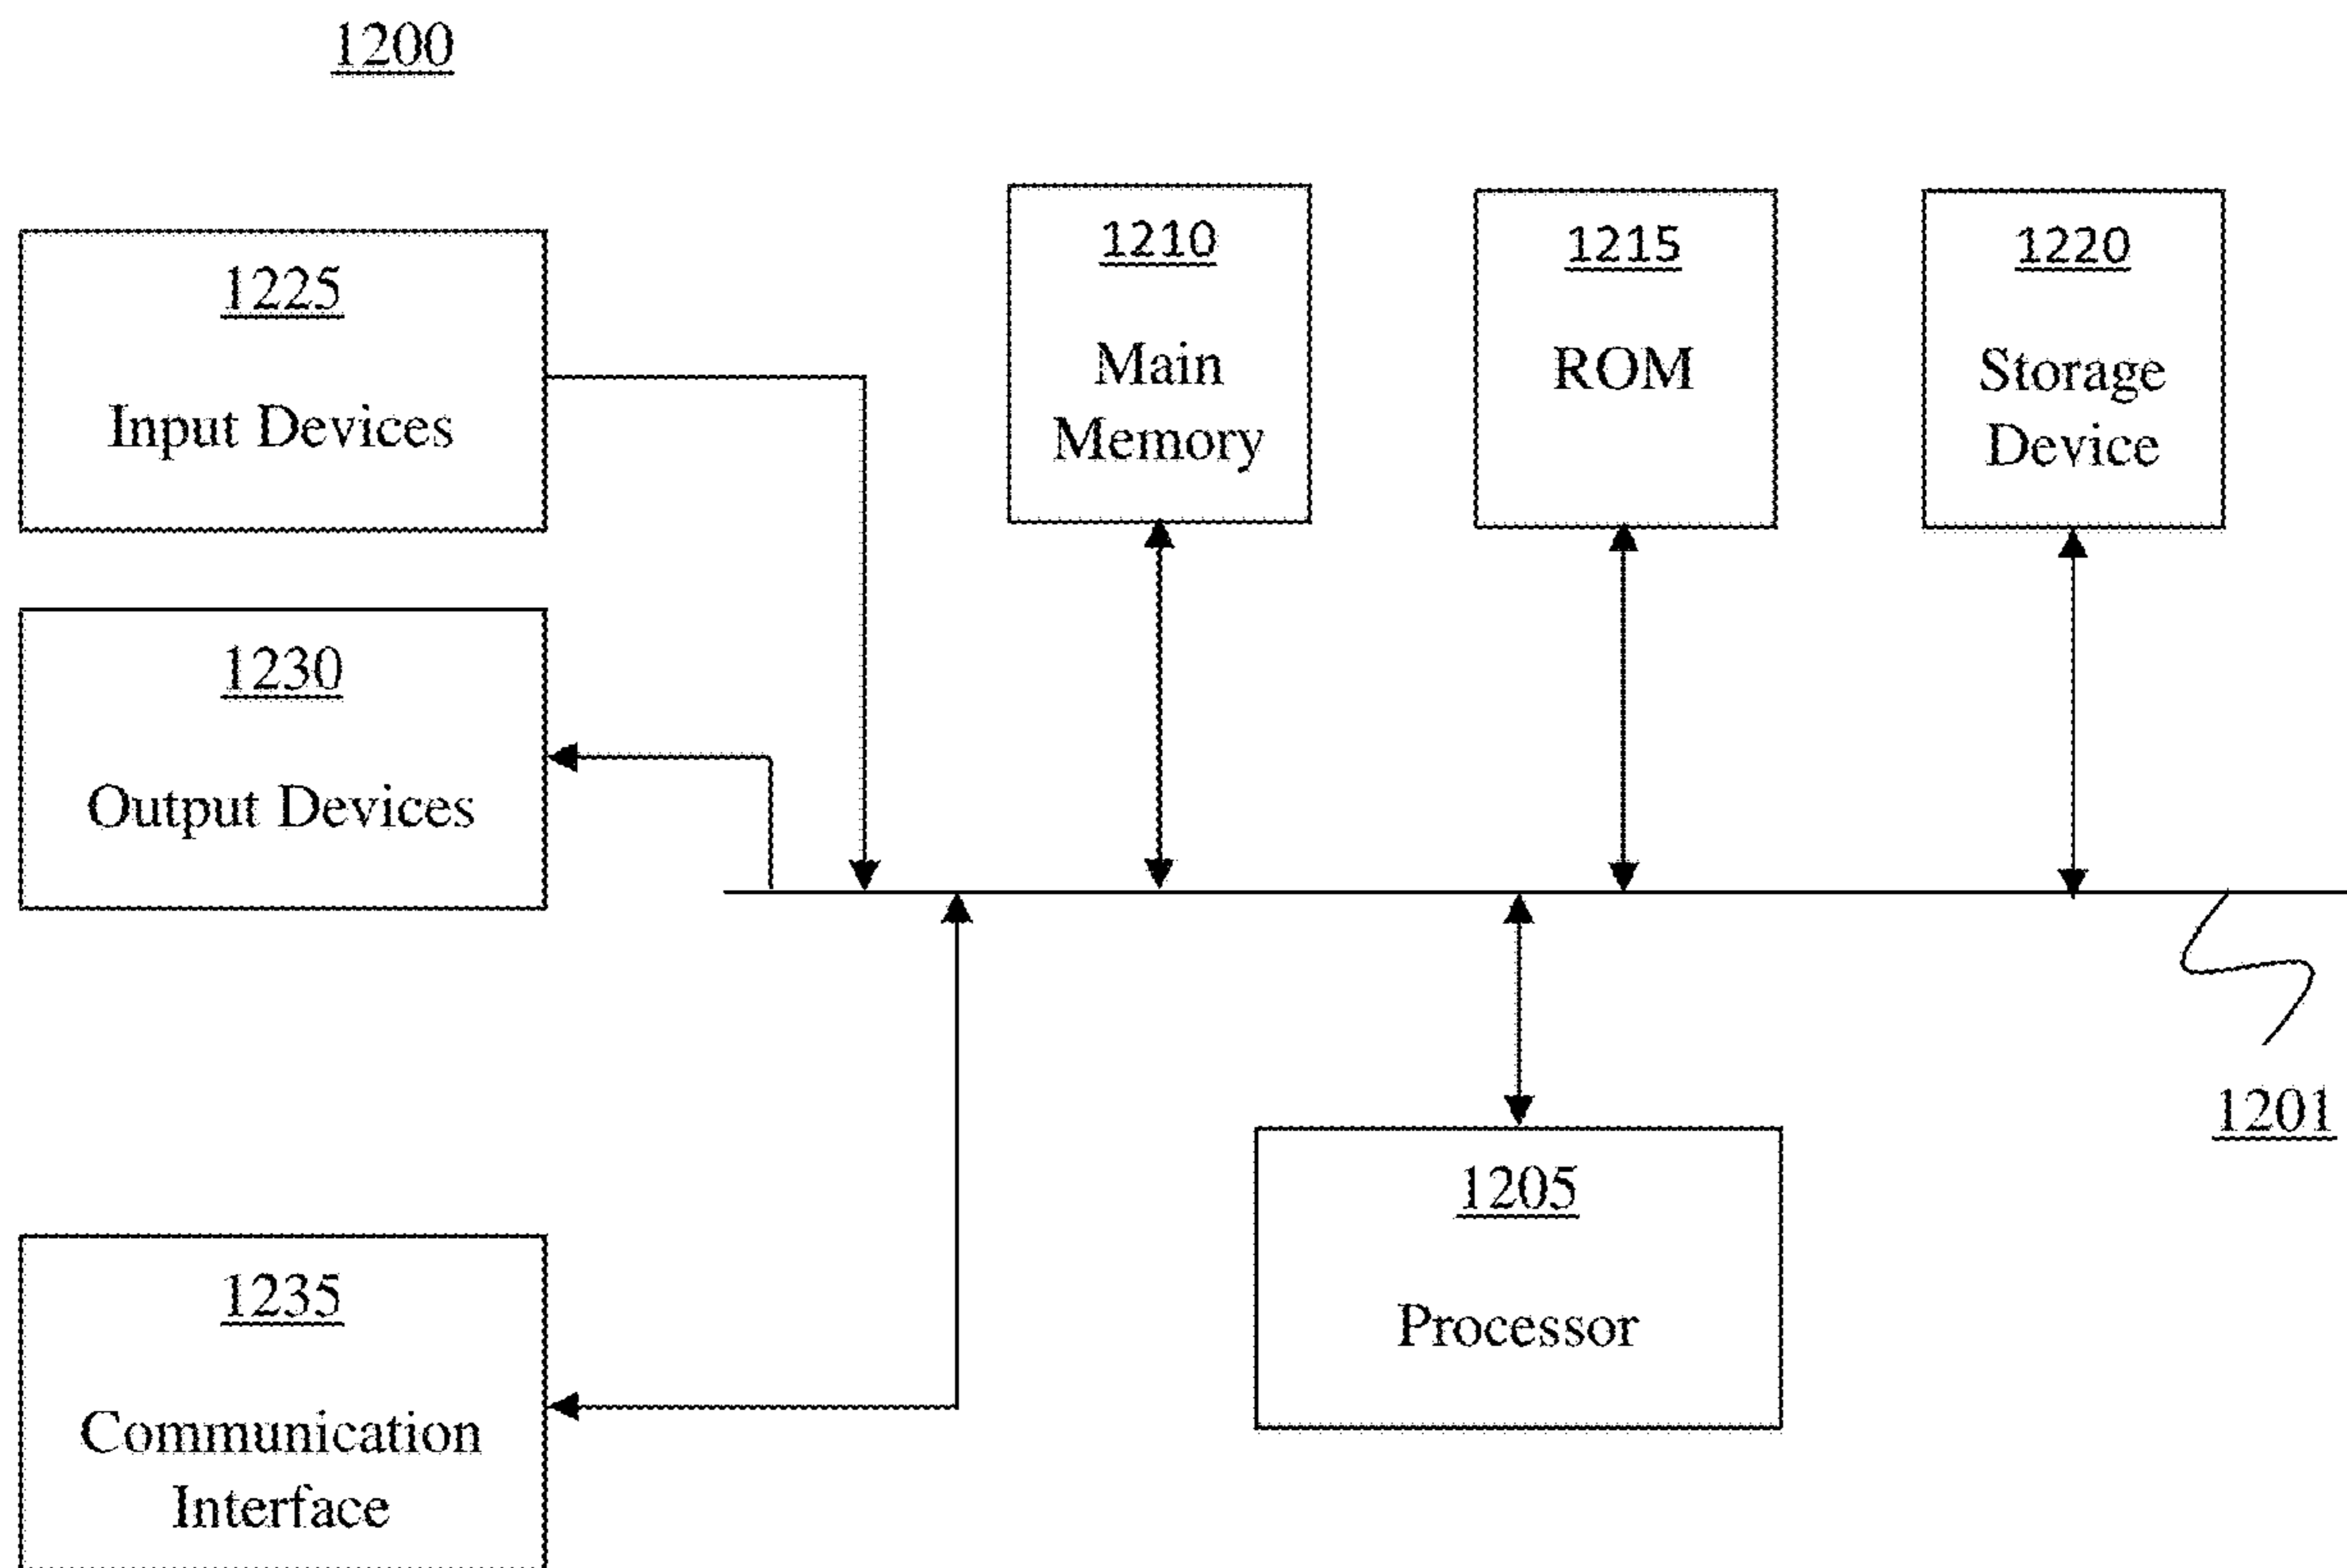 1200
1225
Input Devices
1210
Main
Memory
1215
ROM
1220
Storage
Device
1230
Output Devices
1201
1205
Processor
1235
Communication
Interface